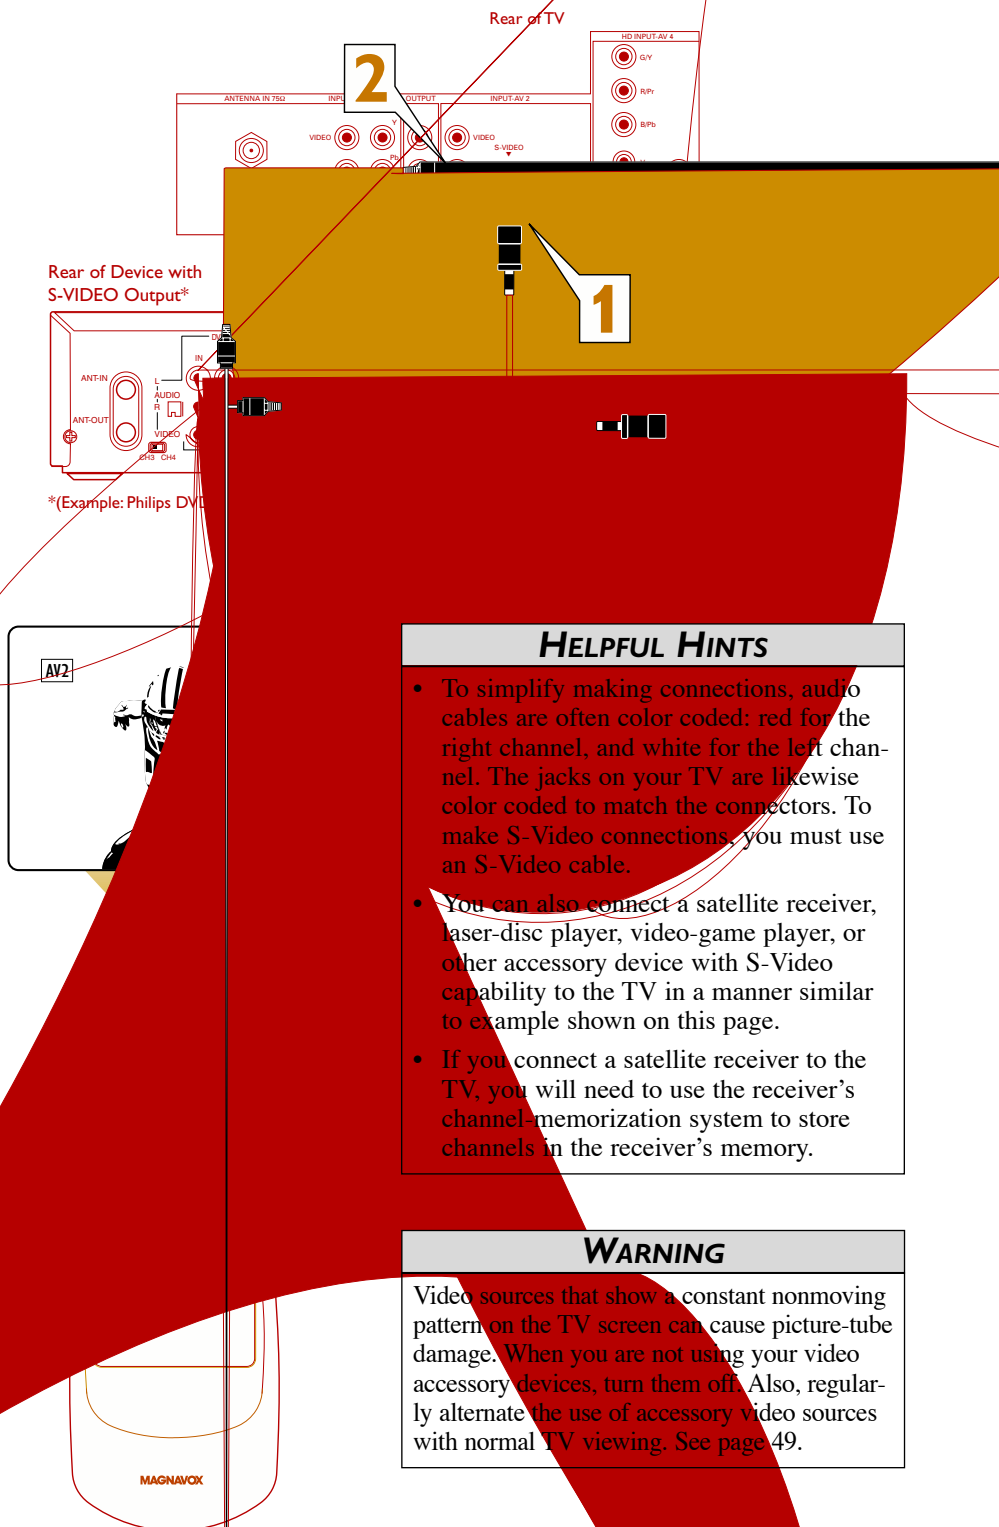 Rear of TV
HD INPUT-AV 4
G/Y
R/Pr
B/Pb
2
ANTENNA IN 75Ω
OUTPUT
INPUT-AV 2
VIDEO
Y
VIDEO
S-VIDEO
Pb
1
Rear of Device with
S-VIDEO Output*
IN
ANT-IN
L
AUDIO
R
ANT-OUT
VIDEO
CH3 CH4
*(Example: Philips DVD
AV2
HELPFUL HINTS
• To simplify making connections, audio
cables are often color coded: red for the
right channel, and white for the left chan-
nel. The jacks on your TV are likewise
color coded to match the connectors. To
make S-Video connections, you must use
an S-Video cable.
• You can also connect a satellite receiver,
laser-disc player, video-game player, or
other accessory device with S-Video
capability to the TV in a manner similar
to example shown on this page.
• If you connect a satellite receiver to the
TV, you will need to use the receiver's
channel-memorization system to store
channels in the receiver's memory.
WARNING
Video sources that show a constant nonmoving
pattern on the TV screen can cause picture-tube
damage. When you are not using your video
accessory devices, turn them off. Also, regular-
ly alternate the use of accessory video sources
with normal TV viewing. See page 49.
MAGNAVOX